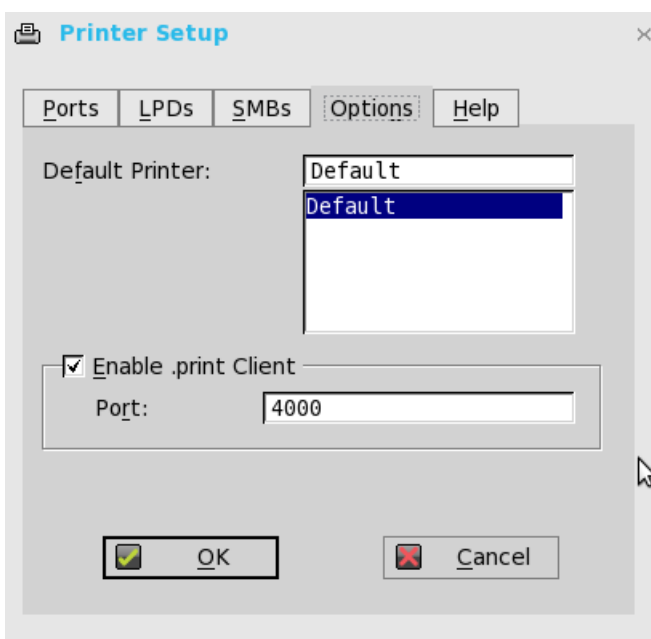 Printer Setup
Ports LPDs SMBs Options Help
Default Printer: Default
Default
Enable .print Client
Port: 4000
OK Cancel